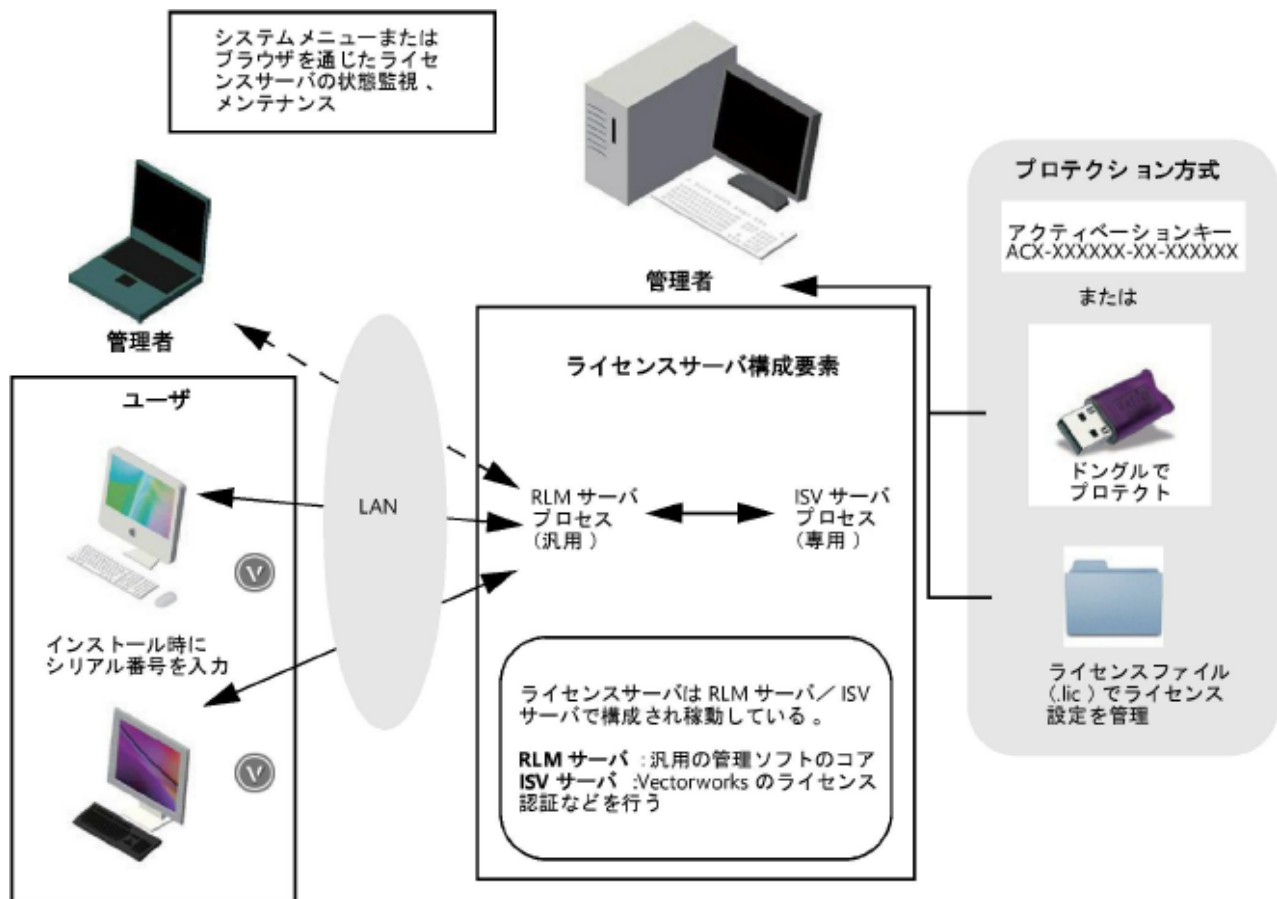 システムメニューまたは
ブラウザを通じたライセ
ンスサーバの状態監視、
メンテナンス
管理者
管理者
プロテクション方式
アクティベーションキー
ACX-XXXXXX-XX-XXXXXX
または
ドングルで
プロテクト
ライセンスファイル
(.lic)でライセンス
設定を管理
ユーザ
インストール時に
シリアル番号を入力
LAN
ライセンスサーバ構成要素
RLM サーバ
プロセス
(汎用)
ISV サーバ
プロセス
(専用)
ライセンスサーバは RLM サーバ/ ISV
サーバで構成され稼動している。
RLM サーバ :汎用の管理ソフトのコア
ISV サーバ :Vectorworks のライセンス
認証などを行う